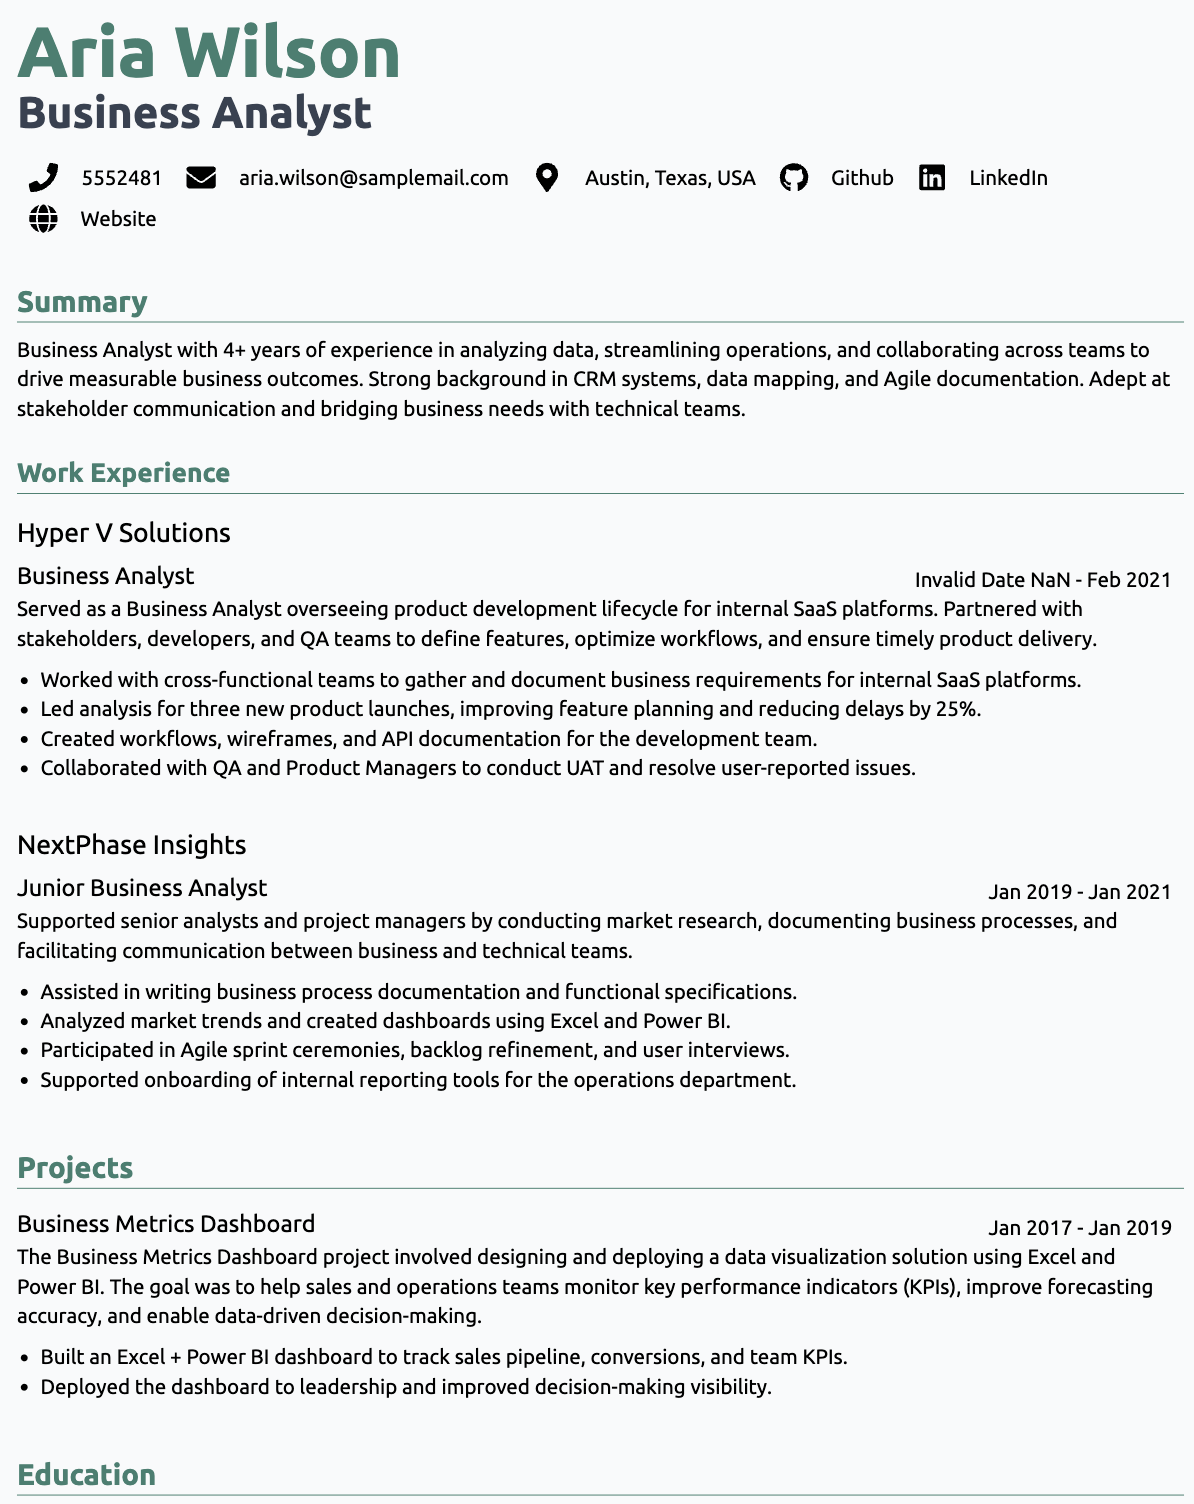 Aria Wilson
Business Analyst
5552481 aria.wilson@samplemail.com Austin, Texas, USA Github LinkedIn
Website
Summary
Business Analyst with 4+ years of experience in analyzing data, streamlining operations, and collaborating across teams to
drive measurable business outcomes. Strong background in CRM systems, data mapping, and Agile documentation. Adept at
stakeholder communication and bridging business needs with technical teams.
Work Experience
Hyper V Solutions
Business Analyst Invalid Date NaN - Feb 2021
Served as a Business Analyst overseeing product development lifecycle for internal SaaS platforms. Partnered with
stakeholders, developers, and QA teams to define features, optimize workflows, and ensure timely product delivery.
• Worked with cross-functional teams to gather and document business requirements for internal SaaS platforms.
• Led analysis for three new product launches, improving feature planning and reducing delays by 25%.
• Created workflows, wireframes, and API documentation for the development team.
• Collaborated with QA and Product Managers to conduct UAT and resolve user-reported issues.
NextPhase Insights
Junior Business Analyst Jan 2019 - Jan 2021
Supported senior analysts and project managers by conducting market research, documenting business processes, and
facilitating communication between business and technical teams.
• Assisted in writing business process documentation and functional specifications.
• Analyzed market trends and created dashboards using Excel and Power BI.
• Participated in Agile sprint ceremonies, backlog refinement, and user interviews.
• Supported onboarding of internal reporting tools for the operations department.
Projects
Business Metrics Dashboard Jan 2017 - Jan 2019
The Business Metrics Dashboard project involved designing and deploying a data visualization solution using Excel and
Power BI. The goal was to help sales and operations teams monitor key performance indicators (KPIs), improve forecasting
accuracy, and enable data-driven decision-making.
• Built an Excel + Power BI dashboard to track sales pipeline, conversions, and team KPIs.
• Deployed the dashboard to leadership and improved decision-making visibility.
Education